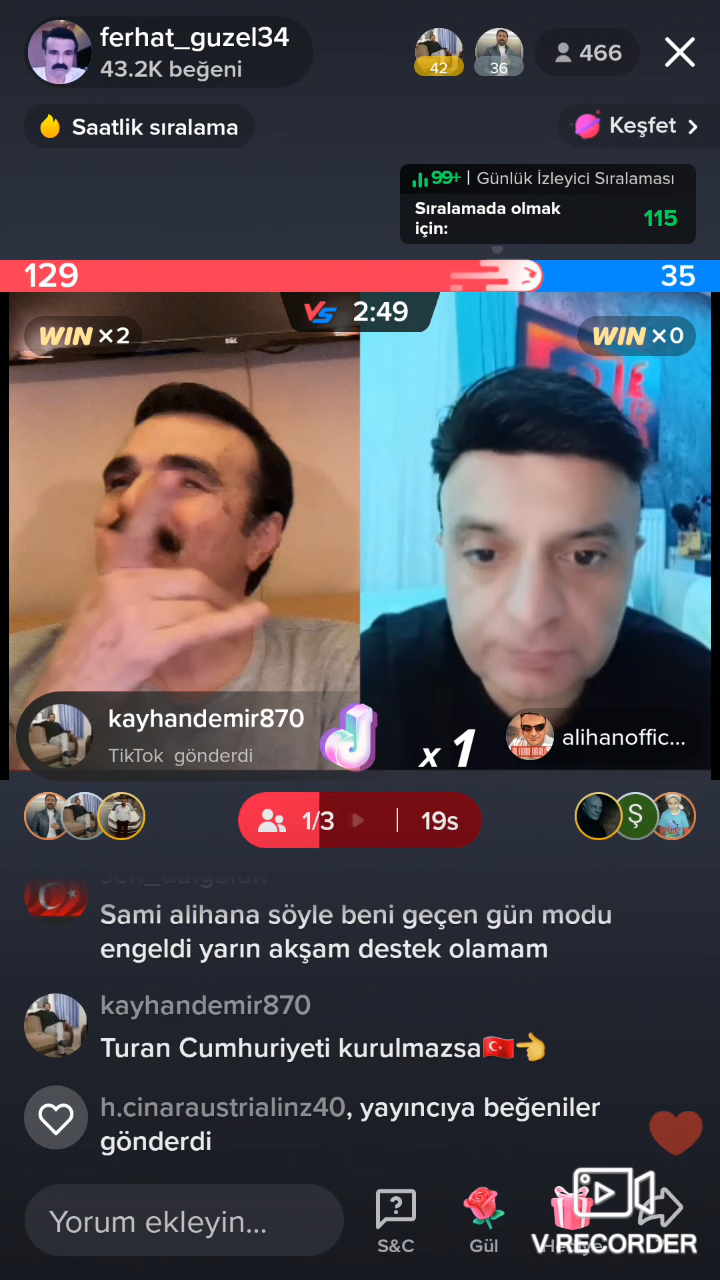 ferhat_guzel34
43.2K beğeni
42
36
466
Saatlik sıralama
Keşfet
99+ | Günlük İzleyici Sıralaması
Sıralamada olmak
için:
115
129
35
VS 2:49
WIN ×2
WIN ×0
kayhandemir870
TikTok gönderdi
x 1
alihanoffic...
1/3
19s
Ş
Sami alihana söyle beni geçen gün modu
engeldi yarın akşam destek olamam
kayhandemir870
Turan Cumhuriyeti kurulmazsa🇹🇷👈
h.cinaraustrialinz40, yayıncıya beğeniler
gönderdi
Yorum ekleyin...
S&C
Gül
V-RECORDER